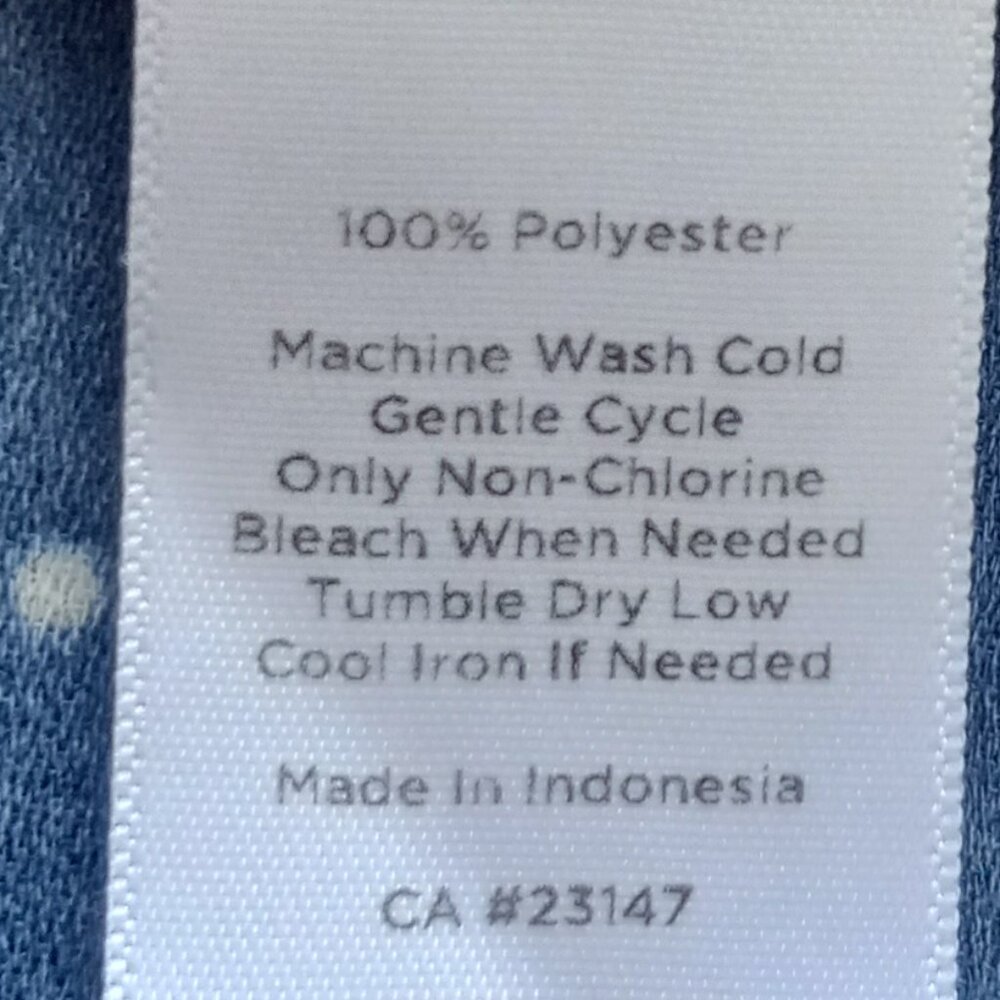 100% Polyester
Machine Wash Cold
Gentle Cycle
Only Non-Chlorine
Bleach When Needed
Tumble Dry Low
Cool Iron If Needed
Made In Indonesia
CA #23147